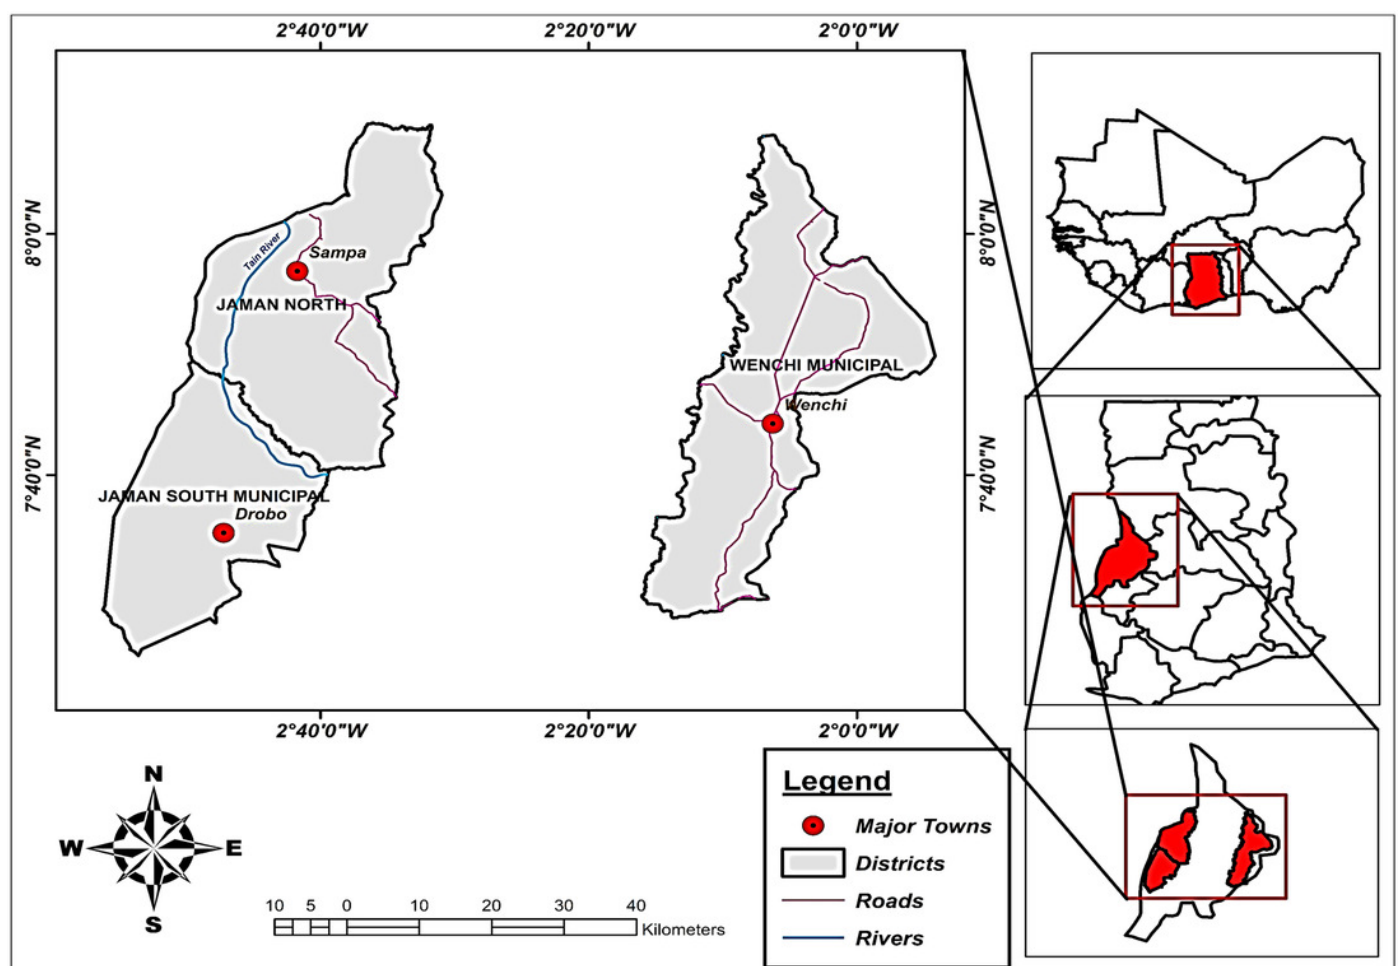 2°40'0"W 2°20'0"W 2°0'0"W
8°0'0"N
8°0'0"N
Tain River
Sampa
JAMAN NORTH
WENCHI MUNICIPAL
Wenchi
7°40'0"N
7°40'0"N
JAMAN SOUTH MUNICIPAL
Drobo
2°40'0"W 2°20'0"W 2°0'0"W
N
W E
S
10 5 0 10 20 30 40
Kilometers
Legend
Major Towns
Districts
Roads
Rivers